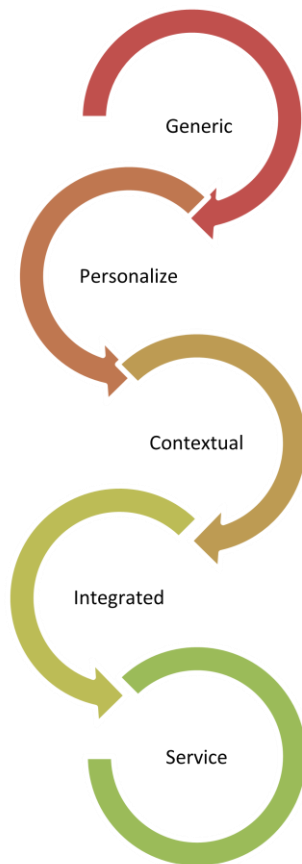 Generic
Personalize
Contextual
Integrated
Service